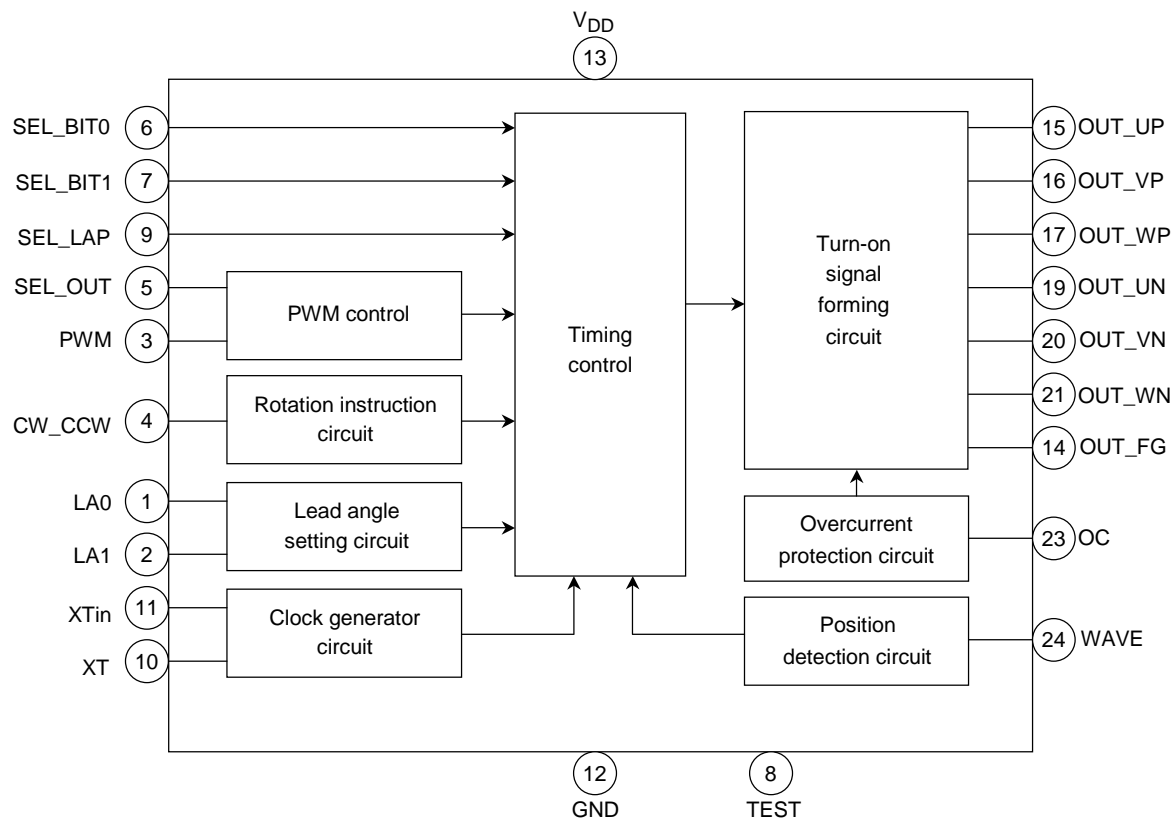 V_DD
13
SEL_BIT0
6
SEL_BIT1
7
SEL_LAP
9
SEL_OUT
5
PWM
3
CW_CCW
4
LA0
1
LA1
2
XTin
11
XT
10
PWM control
Rotation instruction
circuit
Lead angle
setting circuit
Clock generator
circuit
Timing
control
Turn-on
signal
forming
circuit
Overcurrent
protection circuit
Position
detection circuit
15 OUT_UP
16 OUT_VP
17 OUT_WP
19 OUT_UN
20 OUT_VN
21 OUT_WN
14 OUT_FG
23 OC
24 WAVE
12
GND
8
TEST